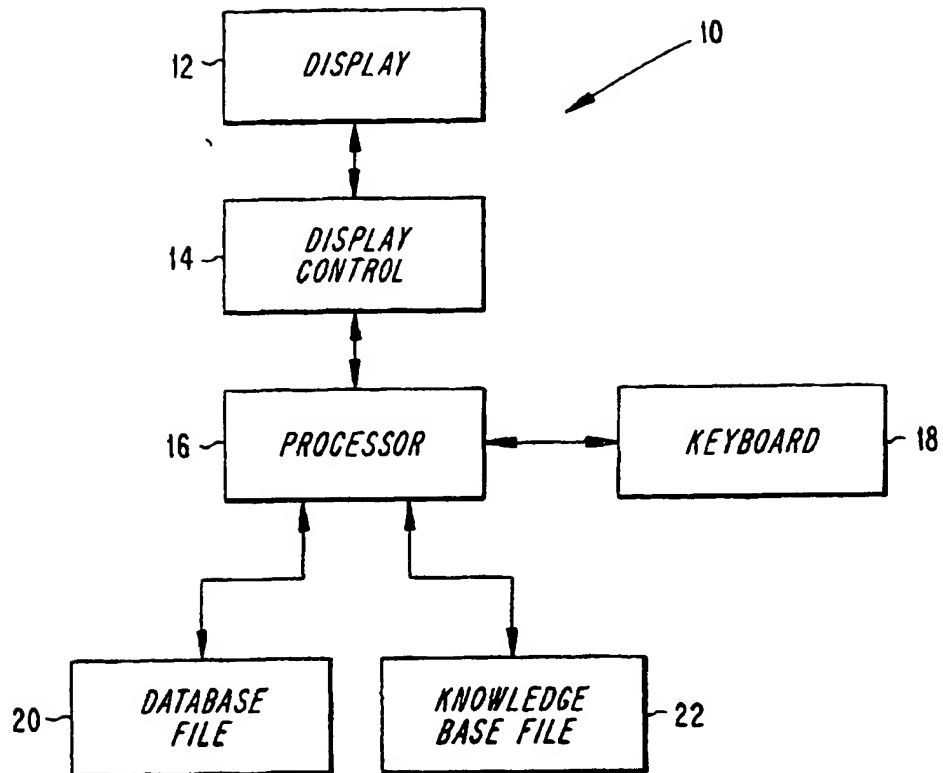 10
12
DISPLAY
14
DISPLAY
CONTROL
16
PROCESSOR
KEYBOARD
18
20
DATABASE
FILE
KNOWLEDGE
BASE FILE
22